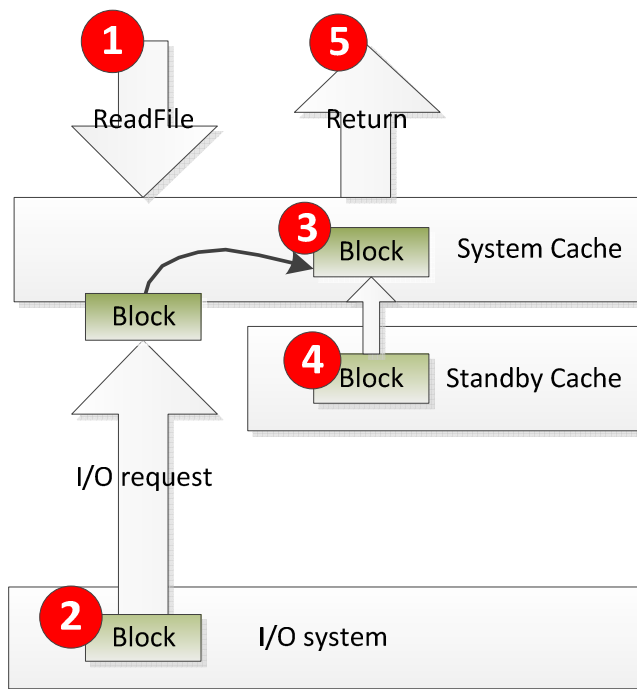 1
5
ReadFile
Return
3
Block
System Cache
Block
4
Block
Standby Cache
I/O request
2
Block
I/O system